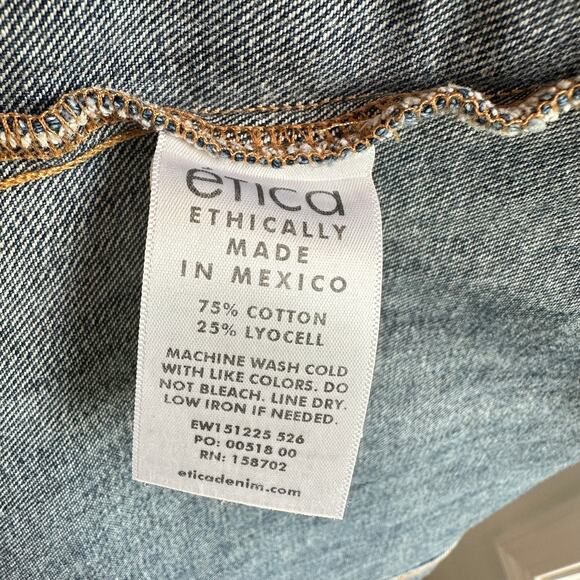 ética
ETHICALLY
MADE
IN MEXICO
75% COTTON
25% LYOCELL
MACHINE WASH COLD
WITH LIKE COLORS. DO
NOT BLEACH. LINE DRY.
LOW IRON IF NEEDED.
EW151225 526
PO: 00518 00
RN: 158702
eticadenim.com